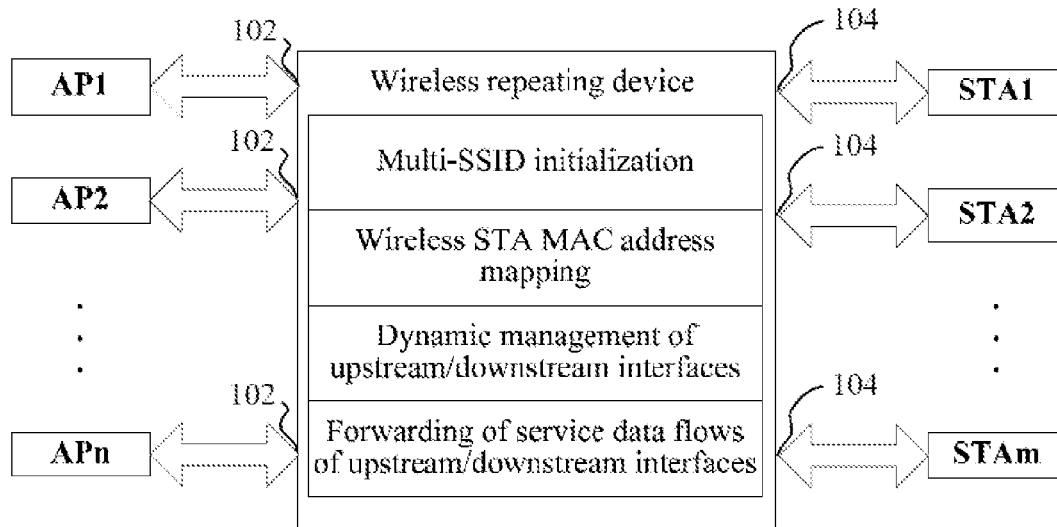 102
104
AP1
Wireless repeating device
STA1
102
104
Multi-SSID initialization
AP2
STA2
Wireless STA MAC address
mapping
Dynamic management of
upstream/downstream interfaces
102
104
Forwarding of service data flows
of upstream/downstream interfaces
APn
STAm